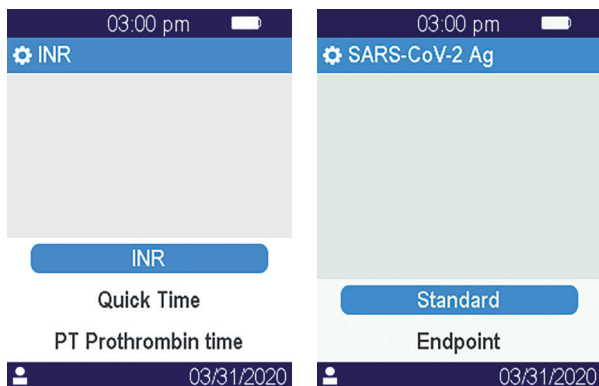 03:00 pm
INR
INR
Quick Time
PT Prothrombin time
03/31/2020
03:00 pm
SARS-CoV-2 Ag
Standard
Endpoint
03/31/2020